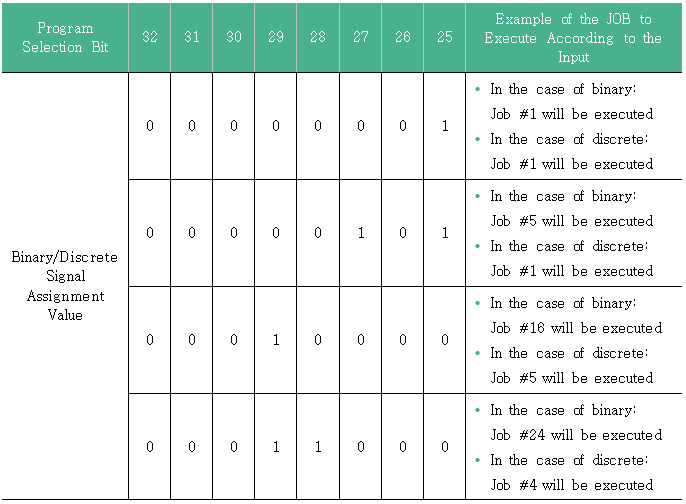 Program Selection Bit 32 31 30 29 28 27 26 25 Example of the JOB to Execute According to the Input
Binary/Discrete
Signal
Assignment
Value
0 0 0 0 0 0 0 1
• In the case of binary:
Job #1 will be executed
• In the case of discrete:
Job #1 will be executed
0 0 0 0 0 1 0 1
• In the case of binary:
Job #5 will be executed
• In the case of discrete:
Job #1 will be executed
0 0 0 1 0 0 0 0
• In the case of binary:
Job #16 will be executed
• In the case of discrete:
Job #5 will be executed
0 0 0 1 1 0 0 0
• In the case of binary:
Job #24 will be executed
• In the case of discrete:
Job #4 will be executed